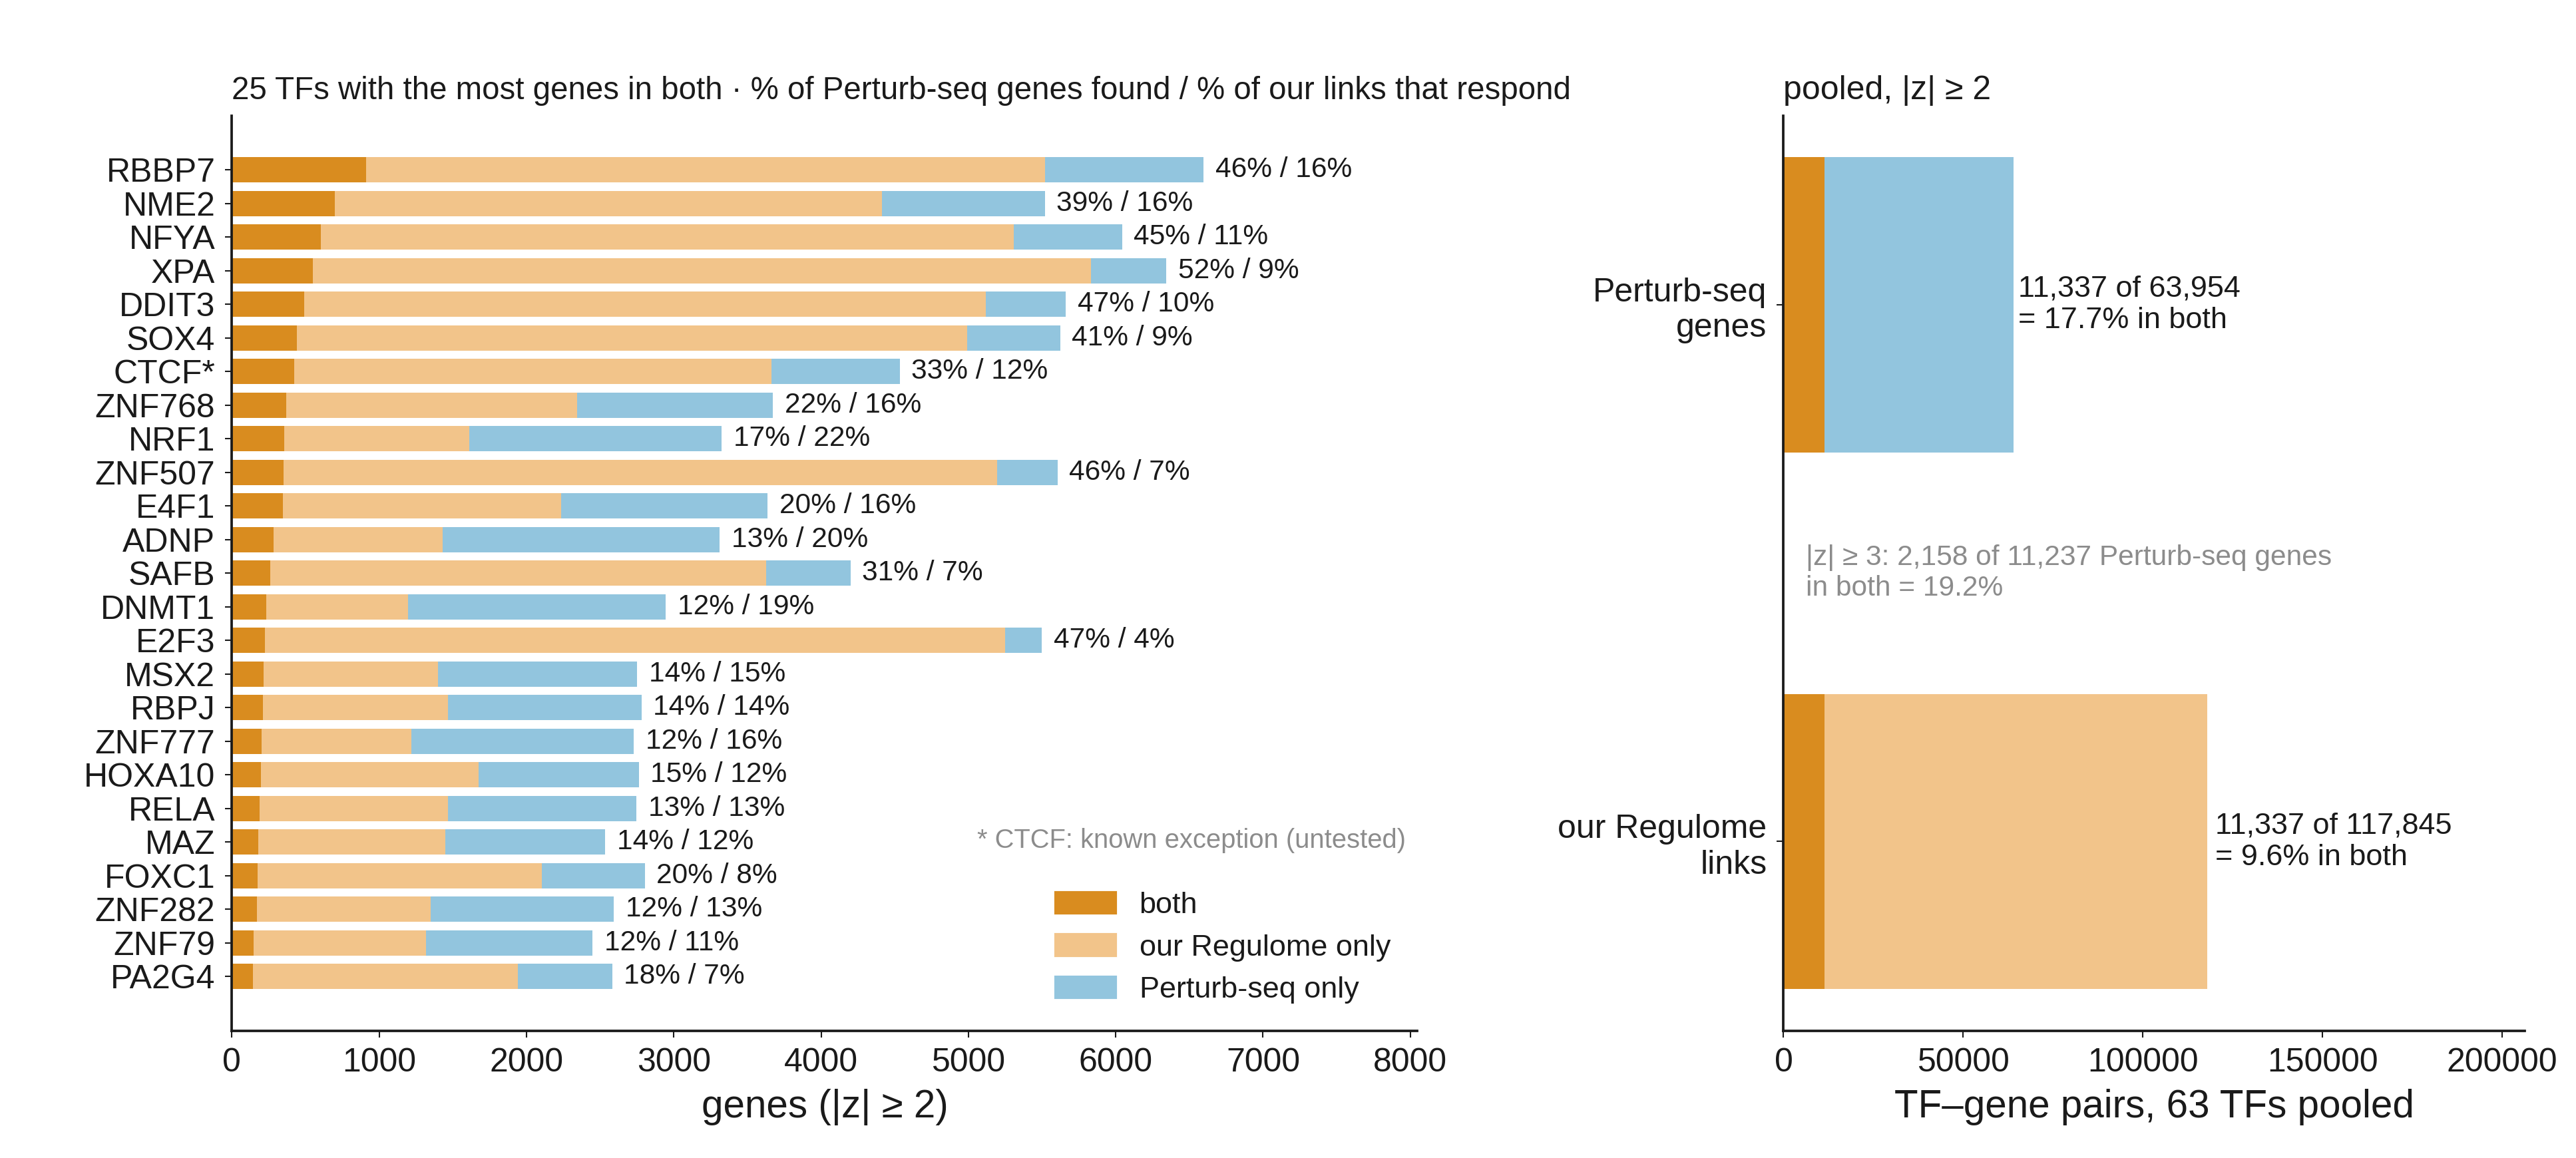 25 TFs with the most genes in both · % of Perturb-seq genes found / % of our links that respond
RBBP7 46% / 16%
NME2 39% / 16%
NFYA 45% / 11%
XPA 52% / 9%
DDIT3 47% / 10%
SOX4 41% / 9%
CTCF* 33% / 12%
ZNF768 22% / 16%
NRF1 17% / 22%
ZNF507 46% / 7%
E4F1 20% / 16%
ADNP 13% / 20%
SAFB 31% / 7%
DNMT1 12% / 19%
E2F3 47% / 4%
MSX2 14% / 15%
RBPJ 14% / 14%
ZNF777 12% / 16%
HOXA10 15% / 12%
RELA 13% / 13%
MAZ 14% / 12%
FOXC1 20% / 8%
ZNF282 12% / 13%
ZNF79 12% / 11%
PA2G4 18% / 7%
* CTCF: known exception (untested)
both
our Regulome only
Perturb-seq only
0 1000 2000 3000 4000 5000 6000 7000 8000
genes (|z| ≥ 2)
pooled, |z| ≥ 2
Perturb-seq
genes
11,337 of 63,954
= 17.7% in both
|z| ≥ 3: 2,158 of 11,237 Perturb-seq genes
in both = 19.2%
our Regulome
links
11,337 of 117,845
= 9.6% in both
0 50000 100000 150000 200000
TF–gene pairs, 63 TFs pooled